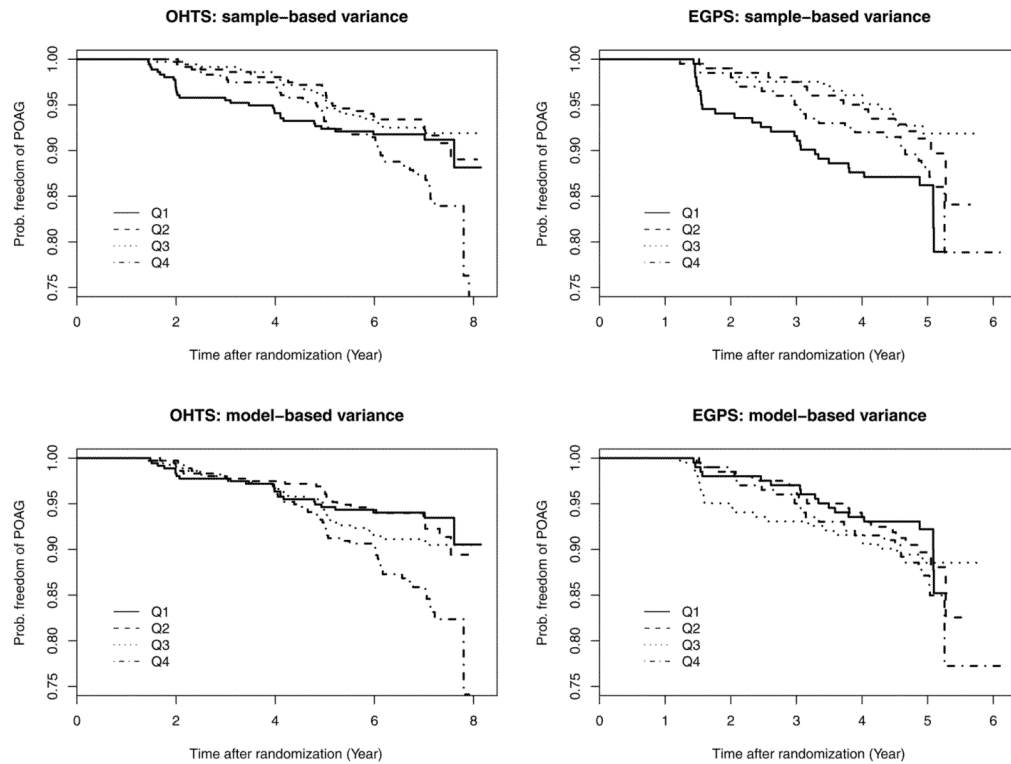 OHTS: sample−based variance
Prob. freedom of POAG
1.00
0.95
0.90
0.85
0.80
0.75
Q1
Q2
Q3
Q4
0 2 4 6 8
Time after randomization (Year)
EGPS: sample−based variance
Prob. freedom of POAG
1.00
0.95
0.90
0.85
0.80
0.75
Q1
Q2
Q3
Q4
0 1 2 3 4 5 6
Time after randomization (Year)
OHTS: model−based variance
Prob. freedom of POAG
1.00
0.95
0.90
0.85
0.80
0.75
Q1
Q2
Q3
Q4
0 2 4 6 8
Time after randomization (Year)
EGPS: model−based variance
Prob. freedom of POAG
1.00
0.95
0.90
0.85
0.80
0.75
Q1
Q2
Q3
Q4
0 1 2 3 4 5 6
Time after randomization (Year)